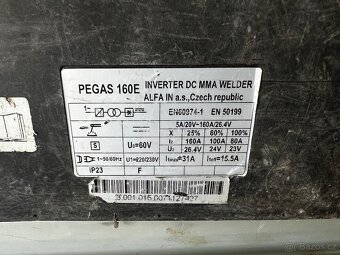 PEGAS 160E INVERTER DC MMA WELDER
ALFA IN a.s., Czech republic
EN60974-1 EN 50199
5A/20V~160A/26.4V
X 25% 60% 100%
S U₀=60V I₂ 160A 100A 80A
U₂ 26.4V 24V 23V
1~50/60Hz U1=220/230V I1max=31A I1eff=15.5A
IP23 F